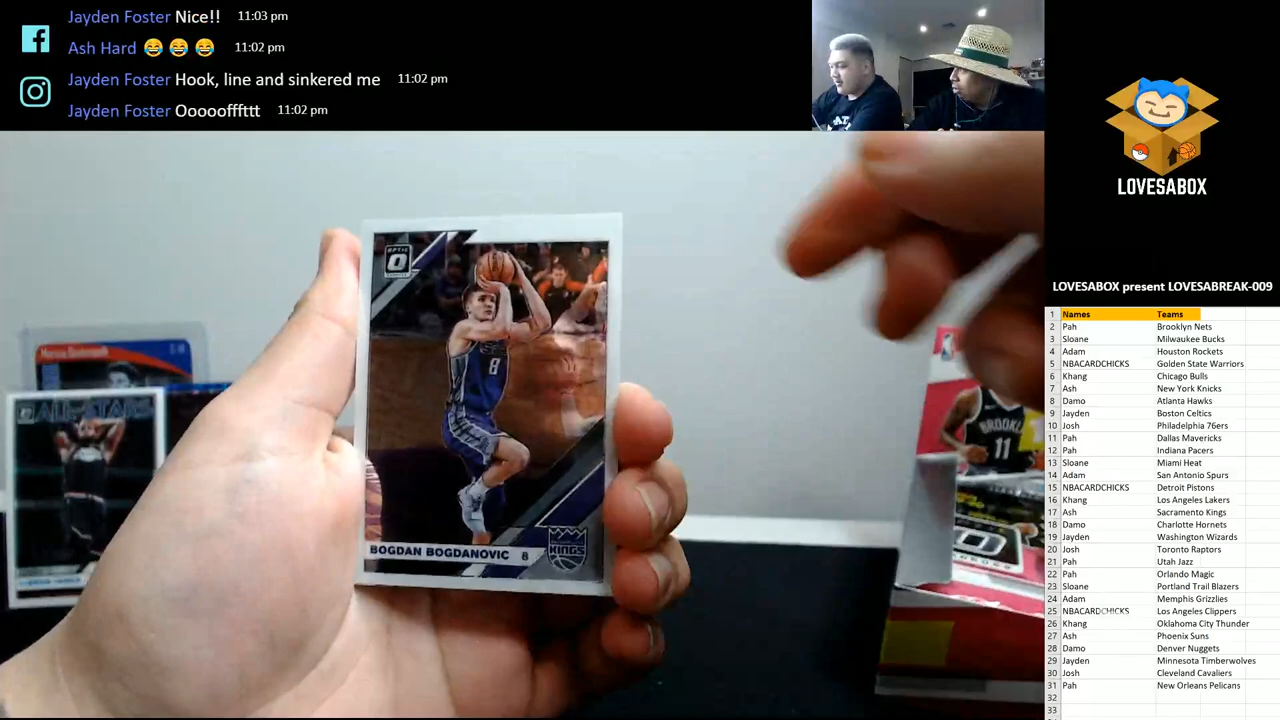 Jayden Foster Nice!! 11:03 pm
Ash Hard 😂 😂 😂 11:02 pm
Jayden Foster Hook, line and sinkered me 11:02 pm
Jayden Foster Ooooofffttt 11:02 pm
LOVESABOX
LOVESABOX present LOVESABREAK-009
1 Names Teams
2 Pah Brooklyn Nets
3 Sloane Milwaukee Bucks
4 Adam Houston Rockets
5 NBACARDCHICKS Golden State Warriors
6 Khang Chicago Bulls
7 Ash New York Knicks
8 Damo Atlanta Hawks
9 Jayden Boston Celtics
10 Josh Philadelphia 76ers
11 Pah Dallas Mavericks
12 Pah Indiana Pacers
13 Sloane Miami Heat
14 Adam San Antonio Spurs
15 NBACARDCHICKS Detroit Pistons
16 Khang Los Angeles Lakers
17 Ash Sacramento Kings
18 Damo Charlotte Hornets
19 Jayden Washington Wizards
20 Josh Toronto Raptors
21 Pah Utah Jazz
22 Pah Orlando Magic
23 Sloane Portland Trail Blazers
24 Adam Memphis Grizzlies
25 NBACARDCHICKS Los Angeles Clippers
26 Khang Oklahoma City Thunder
27 Ash Phoenix Suns
28 Damo Denver Nuggets
29 Jayden Minnesota Timberwolves
30 Josh Cleveland Cavaliers
31 Pah New Orleans Pelicans
32
33
OPTIC
8
BOGDAN BOGDANOVIC 8
KINGS
ALL-STARS
BROOKL
11